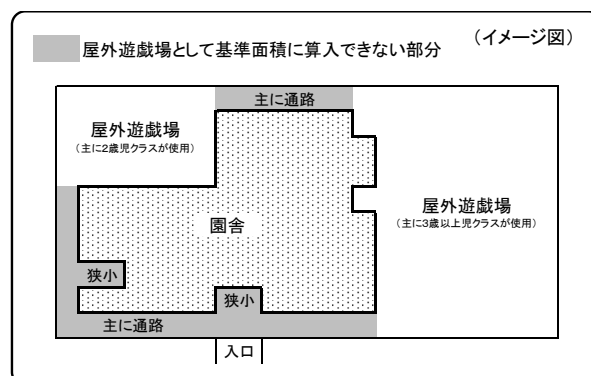 (イメージ図)
屋外遊戯場として基準面積に算入できない部分
主に通路
屋外遊戯場
(主に2歳児クラスが使用)
屋外遊戯場
(主に3歳以上児クラスが使用)
園舎
狭小
狭小
主に通路
入口